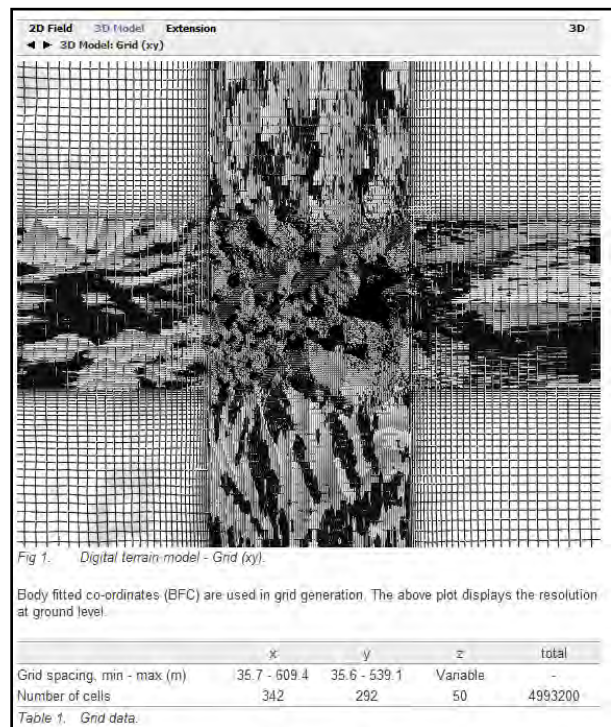 2D Field 3D Model Extension 3D
◄ ► 3D Model: Grid (xy)
Fig 1. Digital terrain model - Grid (xy).
Body fitted co-ordinates (BFC) are used in grid generation. The above plot displays the resolution
at ground level.
x y z total
Grid spacing, min - max (m) 35.7 - 609.4 35.6 - 539.1 Variable -
Number of cells 342 292 50 4993200
Table 1. Grid data.